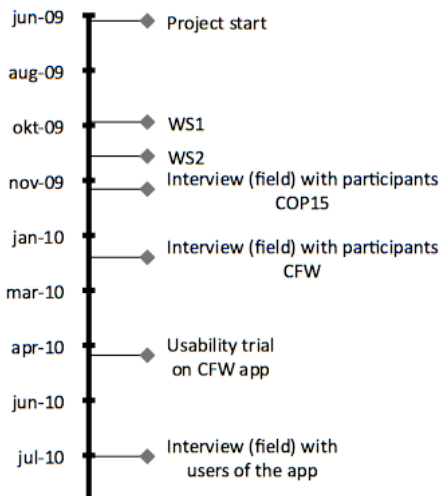 jun-09
Project start
aug-09
okt-09
WS1
WS2
nov-09
Interview (field) with participants
COP15
jan-10
Interview (field) with participants
CFW
mar-10
apr-10
Usability trial
on CFW app
jun-10
jul-10
Interview (field) with
users of the app